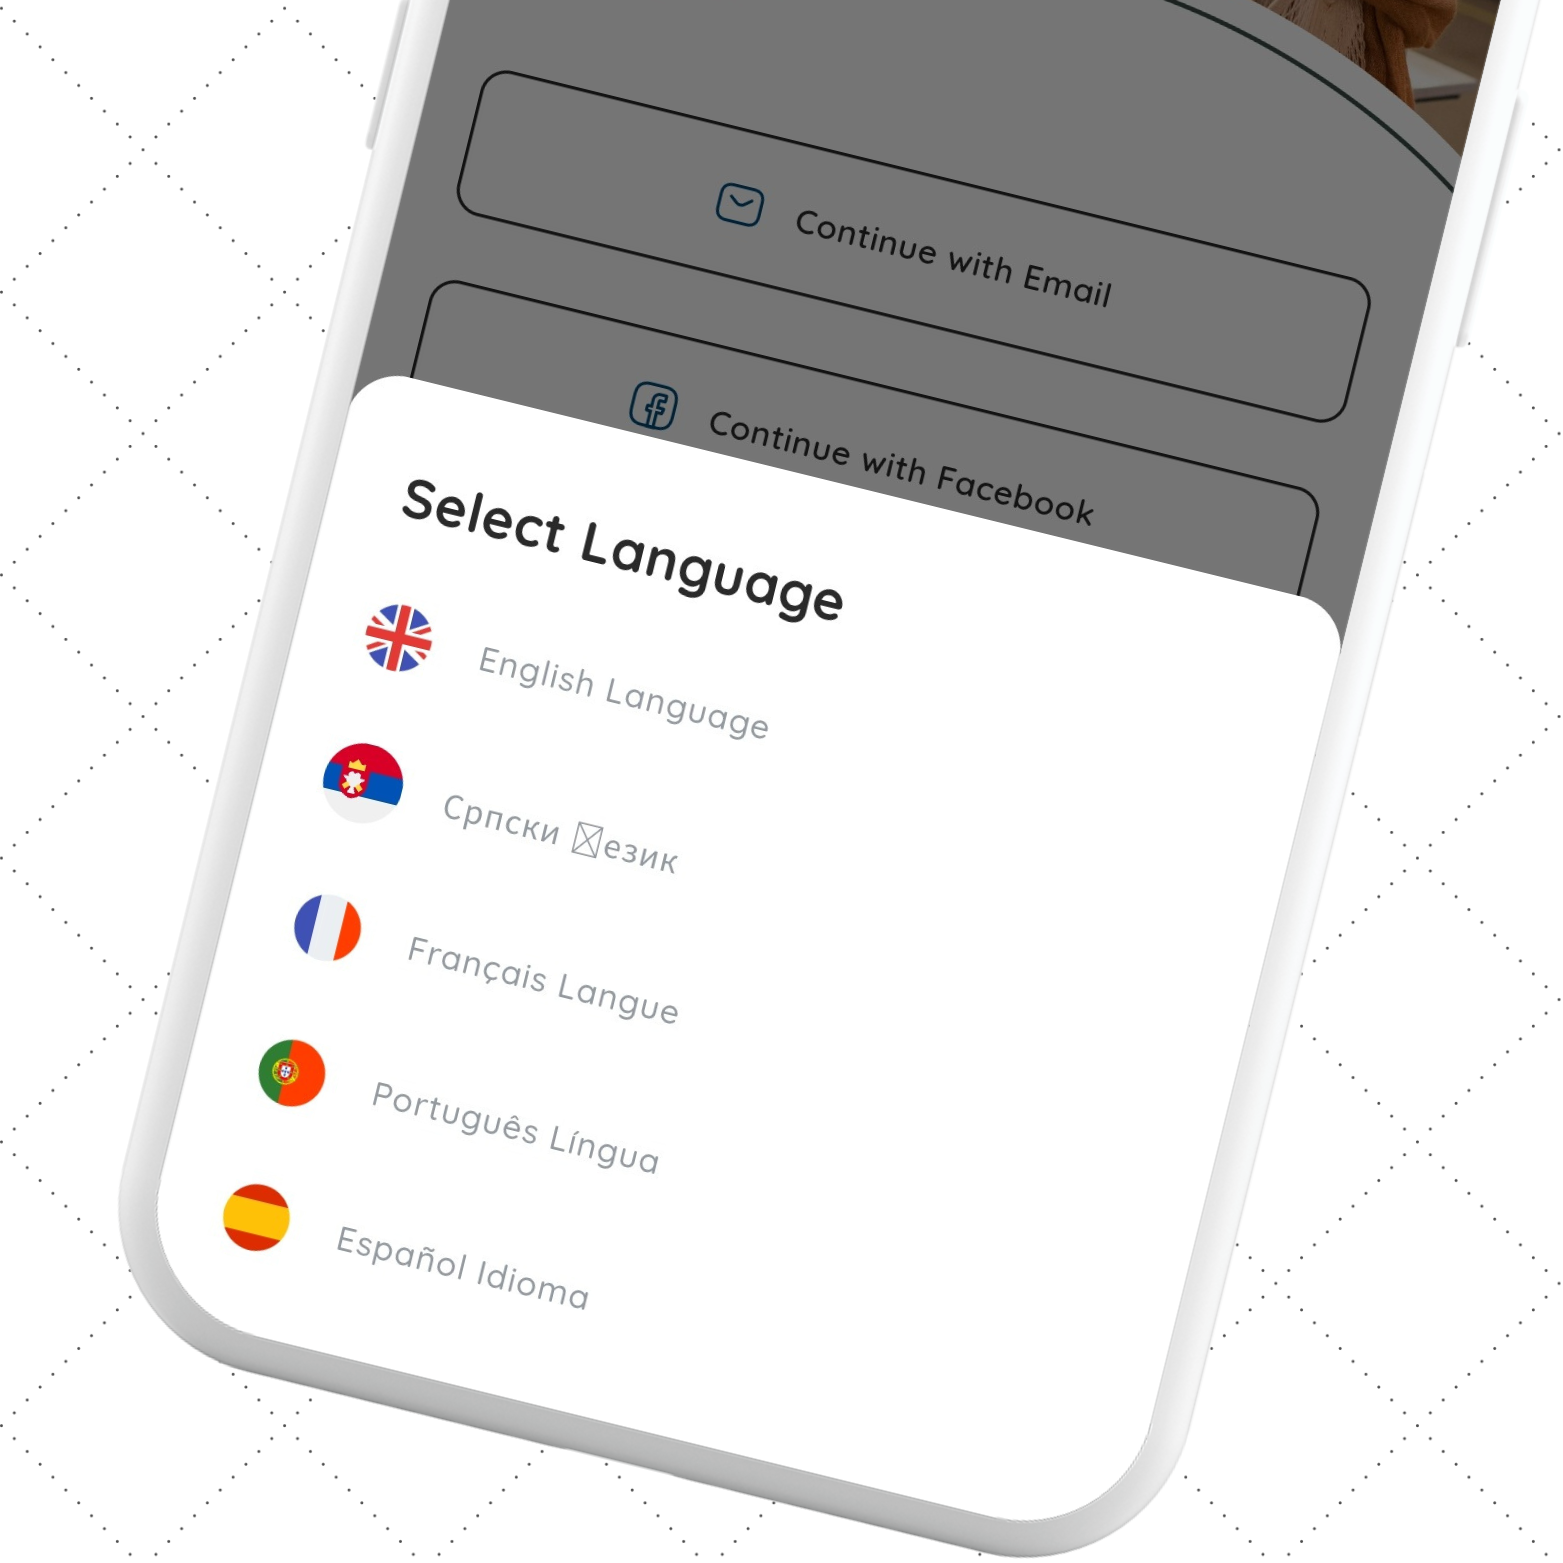 Continue with Email
Continue with Facebook
Select Language
English Language
Српски език
Français Langue
Português Língua
Español Idioma